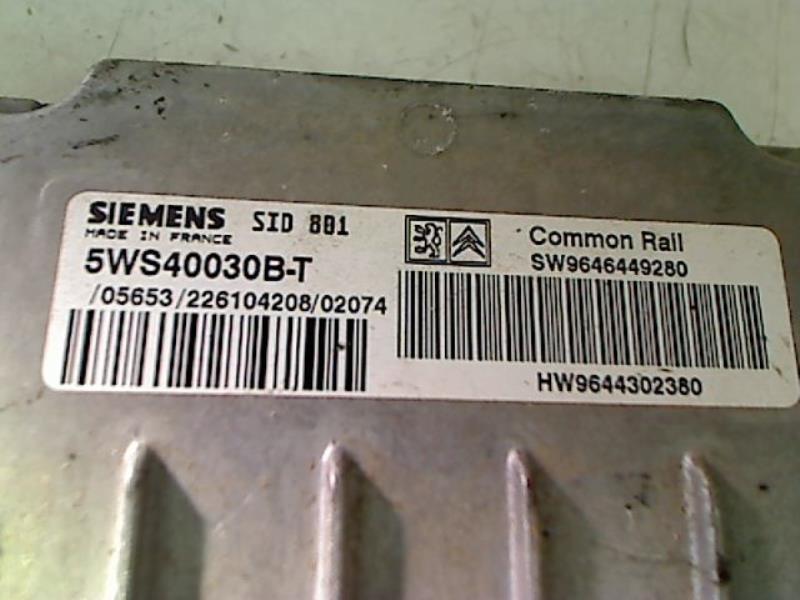 SIEMENS SID 801
MADE IN FRANCE
5WS40030B-T
/05653/226104208/02074
Common Rail
SW9646449280
HW9644302380